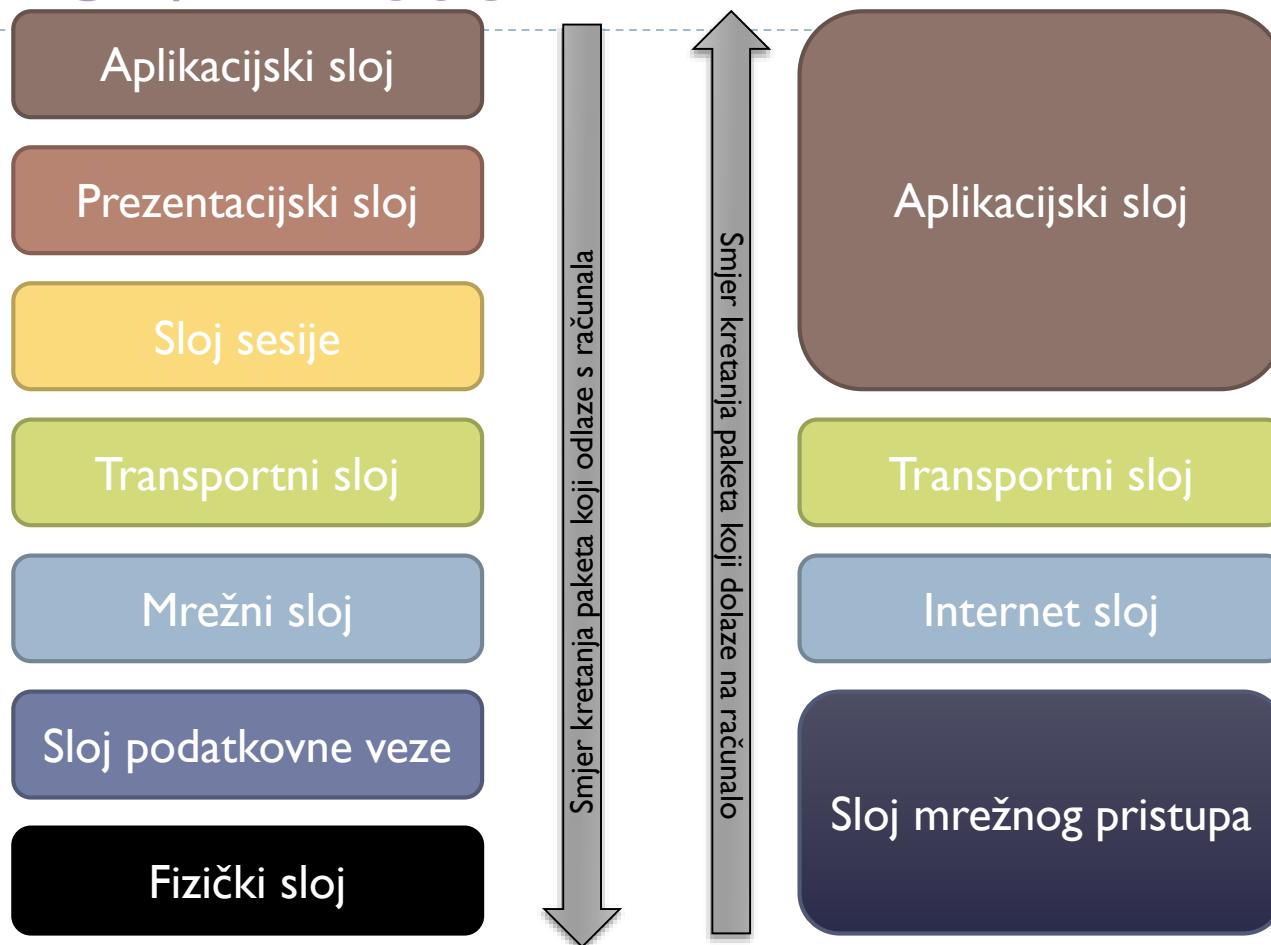 Aplikacijski sloj
Prezentacijski sloj
Sloj sesije
Transportni sloj
Mrežni sloj
Sloj podatkovne veze
Fizički sloj
Smjer kretanja paketa koji odlaze s računala
Smjer kretanja paketa koji dolaze na računalo
Aplikacijski sloj
Transportni sloj
Internet sloj
Sloj mrežnog pristupa